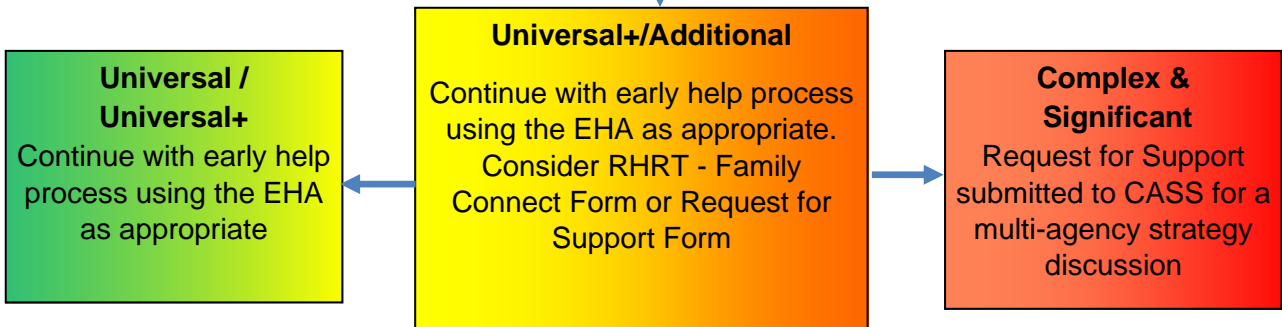 Universal /
Universal+
Continue with early help
process using the EHA
as appropriate
Universal+/Additional
Continue with early help process
using the EHA as appropriate.
Consider RHRT - Family
Connect Form or Request for
Support Form
Complex &
Significant
Request for Support
submitted to CASS for a
multi-agency strategy
discussion